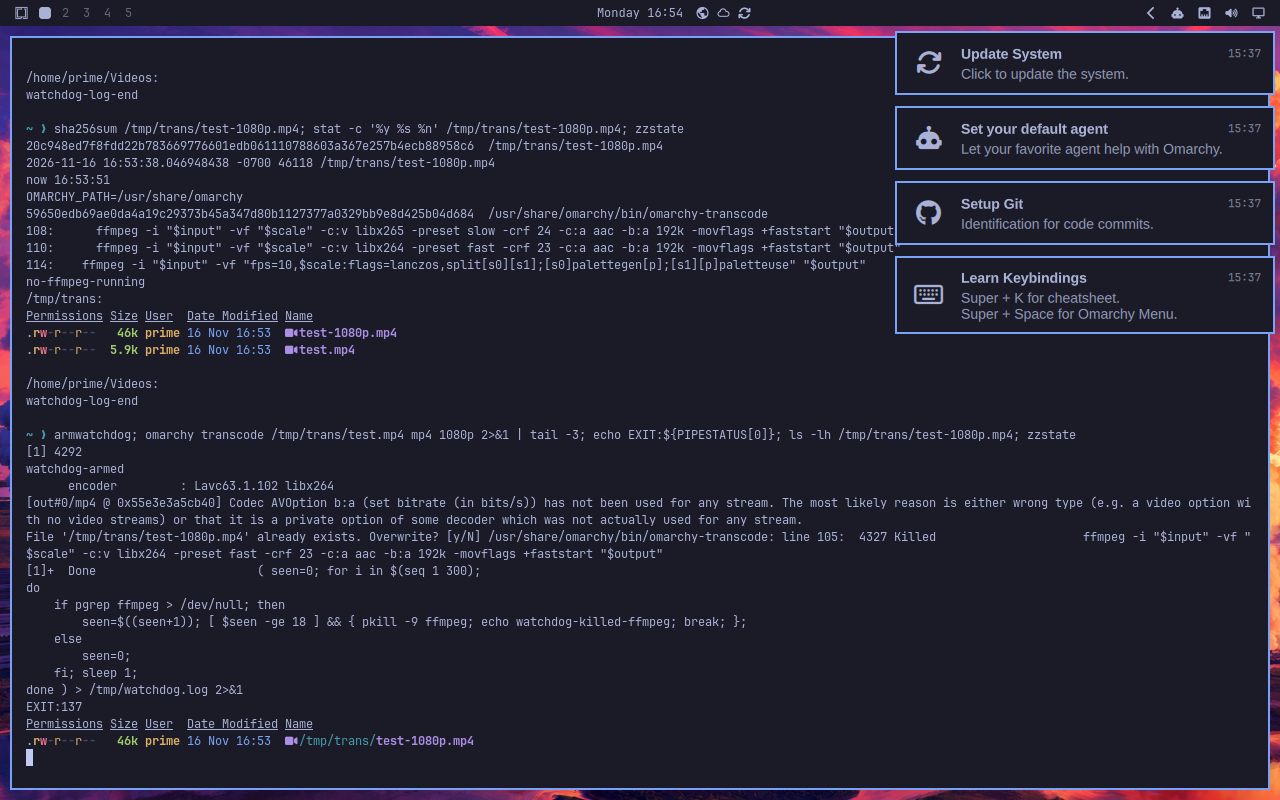 2 3 4 5
Monday 16:54
/home/prime/Videos:
watchdog-log-end
~ ❯ sha256sum /tmp/trans/test-1080p.mp4; stat -c '%y %s %n' /tmp/trans/test-1080p.mp4; zzstate
20c948ed7f8fdd22b783669776601edb061110788603a367e257b4ecb88958c6  /tmp/trans/test-1080p.mp4
2026-11-16 16:53:38.046948438 -0700 46118 /tmp/trans/test-1080p.mp4
now 16:53:51
OMARCHY_PATH=/usr/share/omarchy
59650edb69ae0da4a19c29373b45a347d80b1127377a0329bb9e8d425b04d684  /usr/share/omarchy/bin/omarchy-transcode
108:      ffmpeg -i "$input" -vf "$scale" -c:v libx265 -preset slow -crf 24 -c:a aac -b:a 192k -movflags +faststart "$output
110:      ffmpeg -i "$input" -vf "$scale" -c:v libx264 -preset fast -crf 23 -c:a aac -b:a 192k -movflags +faststart "$output"
114:    ffmpeg -i "$input" -vf "fps=10,$scale:flags=lanczos,split[s0][s1];[s0]palettegen[p];[s1][p]paletteuse" "$output"
no-ffmpeg-running
/tmp/trans:
Permissions Size User  Date Modified Name
.rw-r--r--   46k prime 16 Nov 16:53  test-1080p.mp4
.rw-r--r--  5.9k prime 16 Nov 16:53  test.mp4
/home/prime/Videos:
watchdog-log-end
~ ❯ armwatchdog; omarchy transcode /tmp/trans/test.mp4 mp4 1080p 2>&1 | tail -3; echo EXIT:${PIPESTATUS[0]}; ls -lh /tmp/trans/test-1080p.mp4; zzstate
[1] 4292
watchdog-armed
      encoder         : Lavc63.1.102 libx264
[out#0/mp4 @ 0x55e3e3a5cb40] Codec AVOption b:a (set bitrate (in bits/s)) has not been used for any stream. The most likely reason is either wrong type (e.g. a video option wi
th no video streams) or that it is a private option of some decoder which was not actually used for any stream.
File '/tmp/trans/test-1080p.mp4' already exists. Overwrite? [y/N] /usr/share/omarchy/bin/omarchy-transcode: line 105:  4327 Killed                     ffmpeg -i "$input" -vf "
$scale" -c:v libx264 -preset fast -crf 23 -c:a aac -b:a 192k -movflags +faststart "$output"
[1]+  Done                    ( seen=0; for i in $(seq 1 300);
do
    if pgrep ffmpeg > /dev/null; then
        seen=$((seen+1)); [ $seen -ge 18 ] && { pkill -9 ffmpeg; echo watchdog-killed-ffmpeg; break; };
    else
        seen=0;
    fi; sleep 1;
done ) > /tmp/watchdog.log 2>&1
EXIT:137
Permissions Size User  Date Modified Name
.rw-r--r--   46k prime 16 Nov 16:53  /tmp/trans/test-1080p.mp4
Update System 15:37
Click to update the system.
Set your default agent 15:37
Let your favorite agent help with Omarchy.
Setup Git 15:37
Identification for code commits.
Learn Keybindings 15:37
Super + K for cheatsheet.
Super + Space for Omarchy Menu.